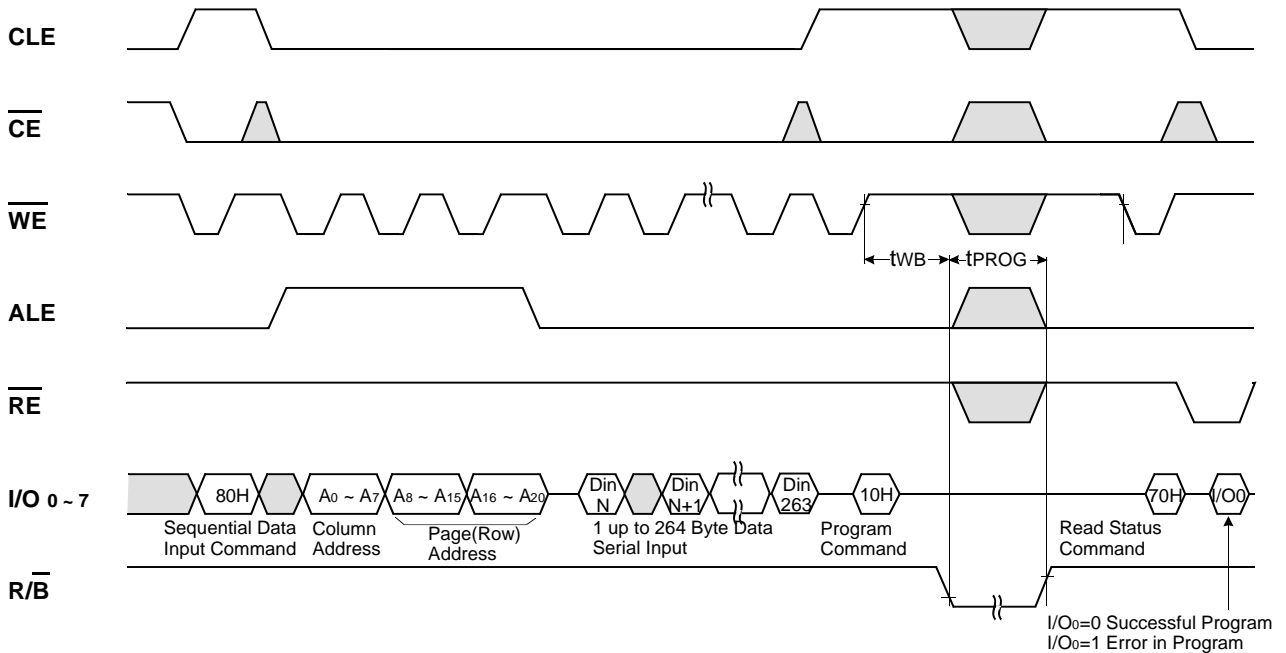 CLE
CE
WE
tWB tPROG
ALE
RE
I/O 0 ~ 7
80H A0 ~ A7 A8 ~ A15 A16 ~ A20 Din N Din N+1 Din 263 10H 70H I/O0
Sequential Data Input Command
Column Address
Page(Row) Address
1 up to 264 Byte Data Serial Input
Program Command
Read Status Command
R/B
I/O0=0 Successful Program
I/O0=1 Error in Program